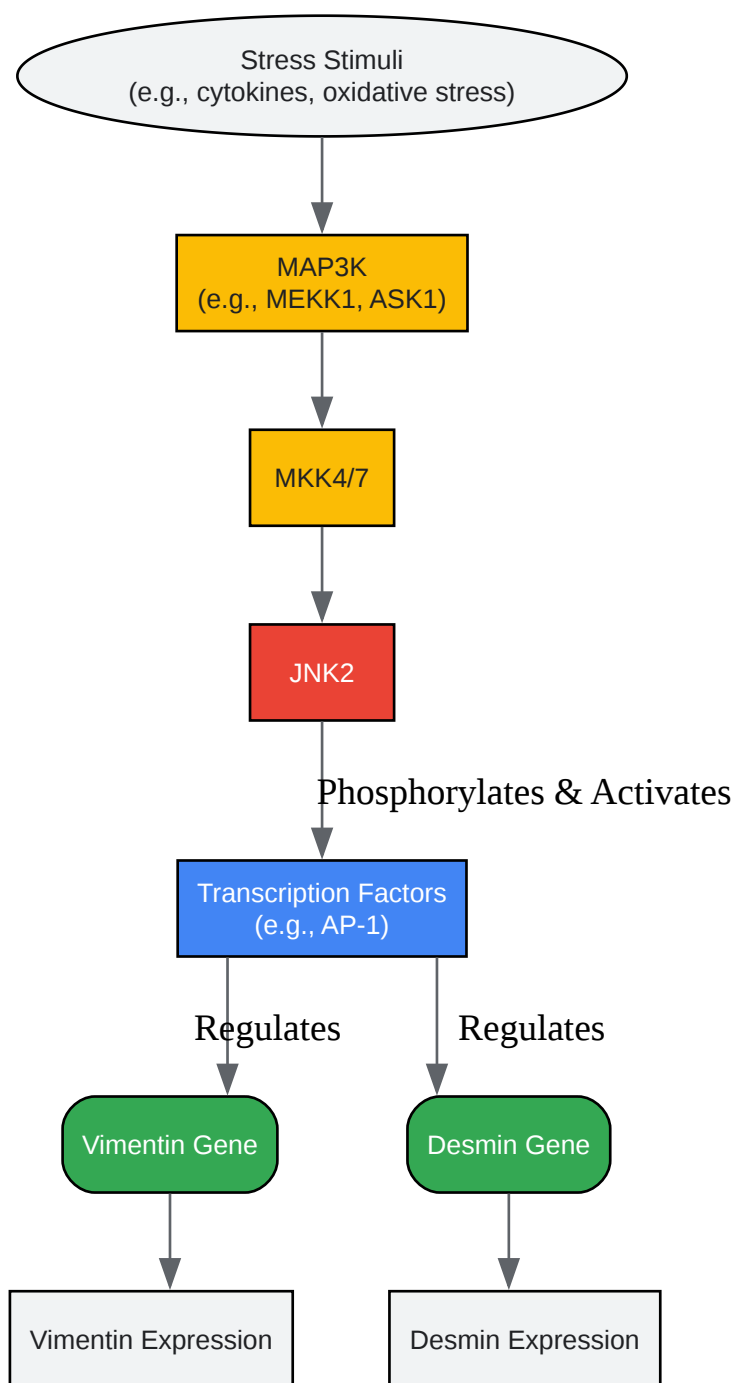 Stress Stimuli
(e.g., cytokines, oxidative stress)
MAP3K
(e.g., MEKK1, ASK1)
MKK4/7
JNK2
Phosphorylates & Activates
Transcription Factors
(e.g., AP-1)
Regulates
Regulates
Vimentin Gene
Desmin Gene
Vimentin Expression
Desmin Expression